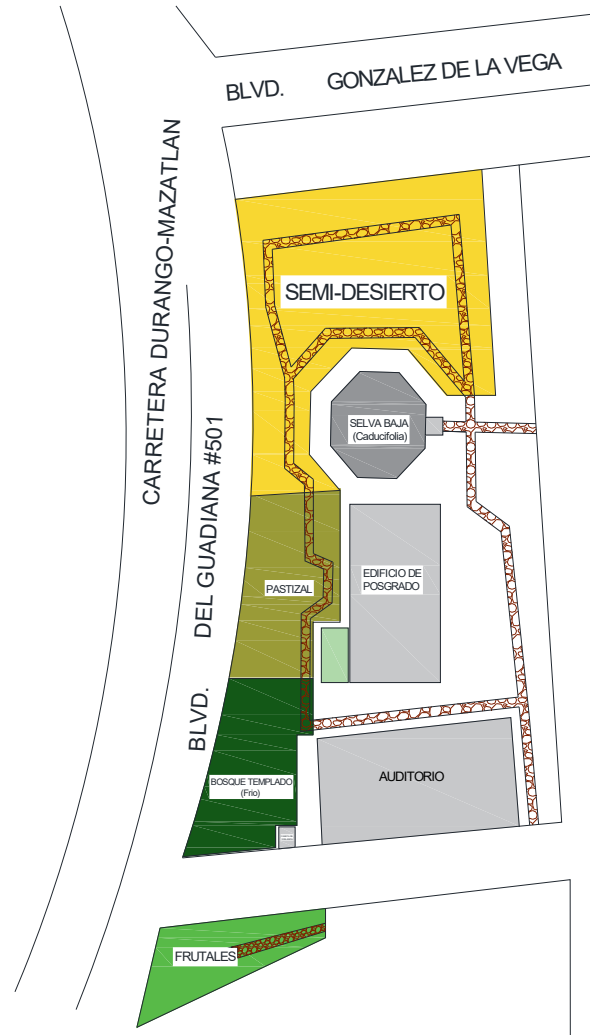 BLVD. GONZALEZ DE LA VEGA
CARRETERA DURANGO-MAZATLAN
SEMI-DESIERTO
SELVA BAJA
(Caducifolia)
BLVD. DEL GUADIANA #501
EDIFICIO DE
POSGRADO
PASTIZAL
BOSQUE TEMPLADO
(Frio)
AUDITORIO
FRUTALES